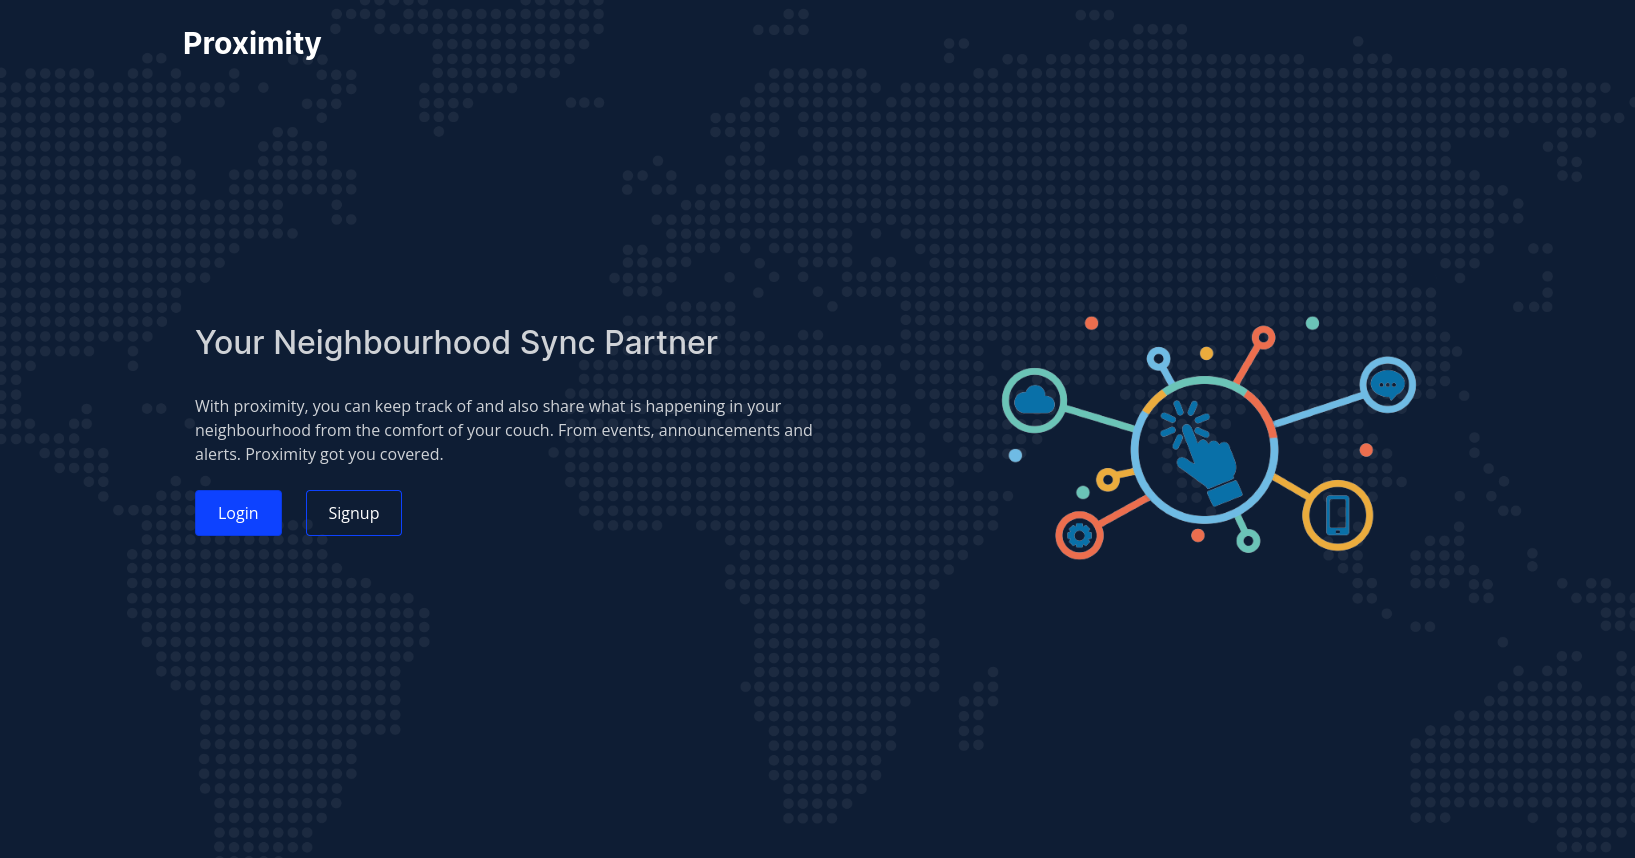 Proximity
Your Neighbourhood Sync Partner
With proximity, you can keep track of and also share what is happening in your
neighbourhood from the comfort of your couch. From events, announcements and
alerts. Proximity got you covered.
Login
Signup